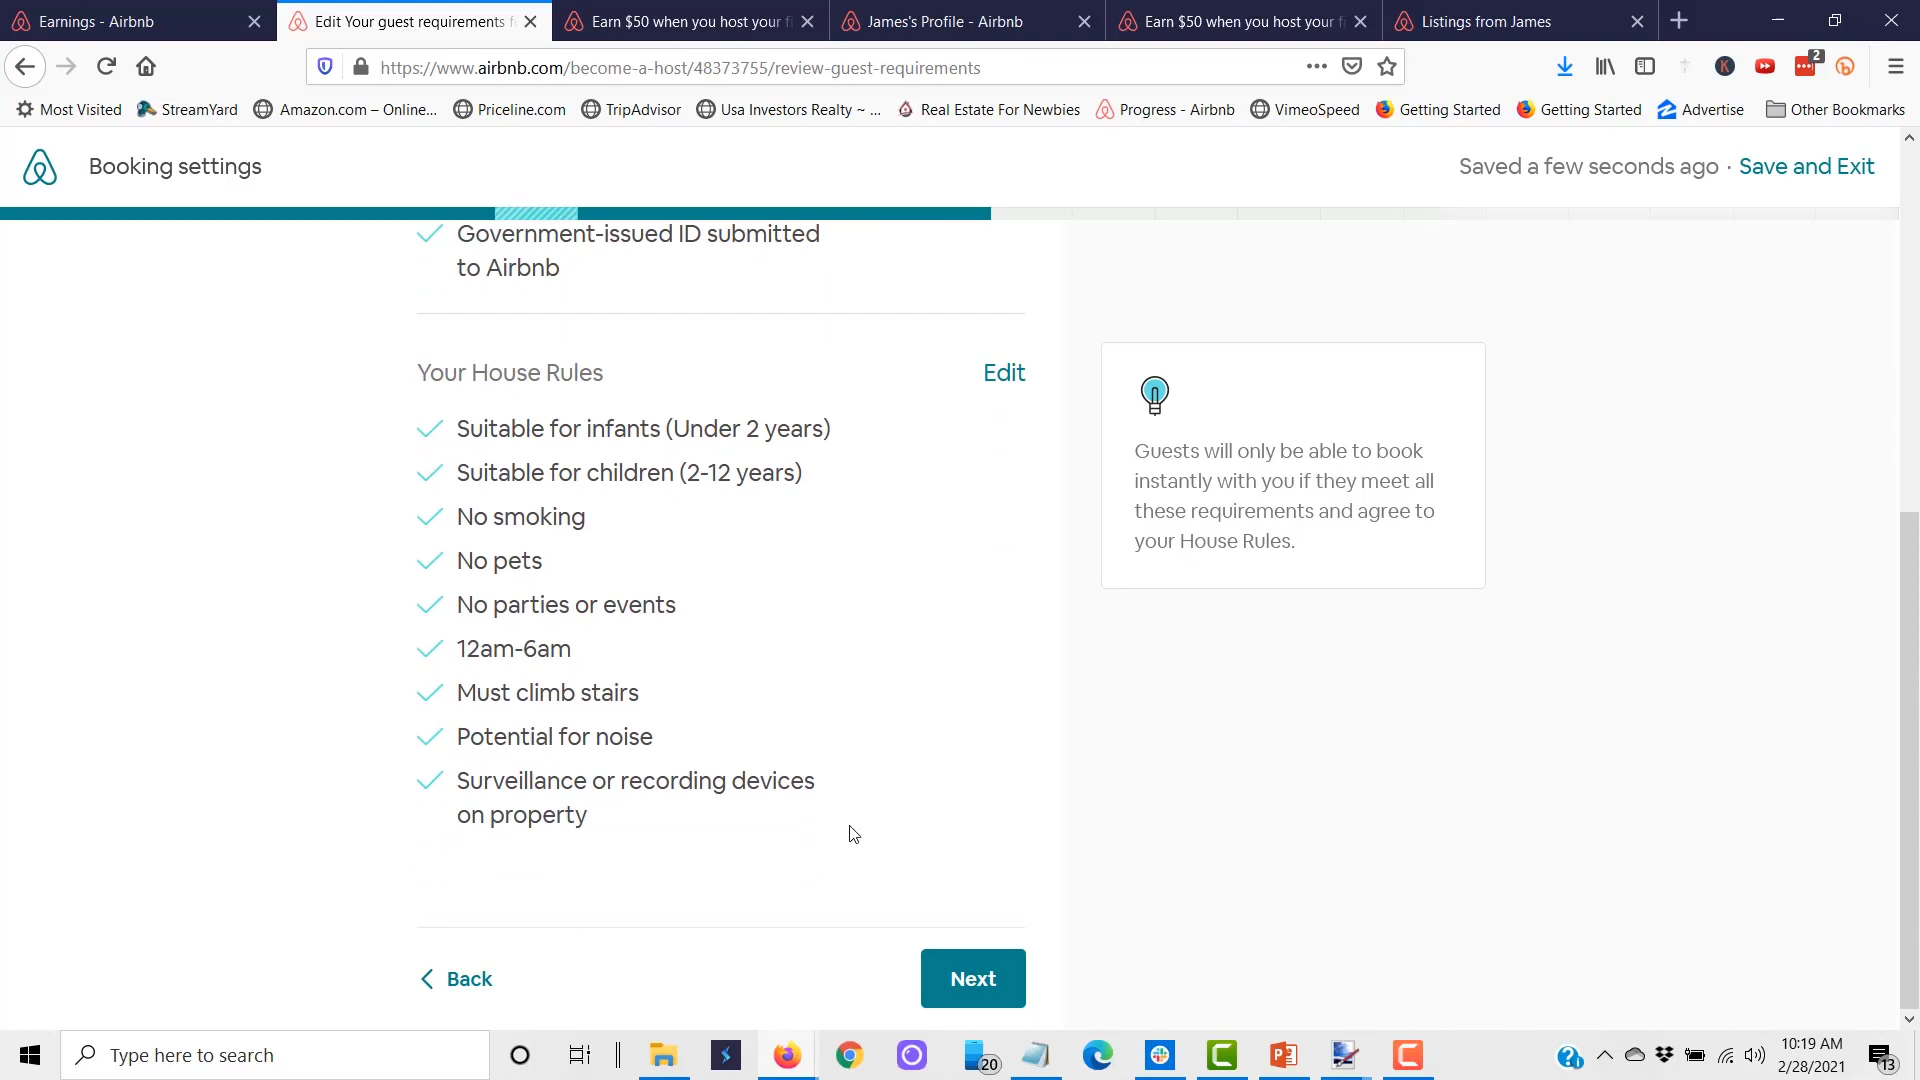 Earnings - Airbnb
Edit Your guest requirements f
Earn $50 when you host your fi
James's Profile - Airbnb
Earn $50 when you host your fi
Listings from James
https://www.airbnb.com/become-a-host/48373755/review-guest-requirements
2
Most Visited
StreamYard
Amazon.com – Online...
Priceline.com
TripAdvisor
Usa Investors Realty ~ ...
Real Estate For Newbies
Progress - Airbnb
VimeoSpeed
Getting Started
Getting Started
Advertise
Other Bookmarks
Booking settings
Saved a few seconds ago · Save and Exit
Government-issued ID submitted
to Airbnb
Your House Rules
Edit
Suitable for infants (Under 2 years)
Suitable for children (2-12 years)
No smoking
No pets
No parties or events
12am-6am
Must climb stairs
Potential for noise
Surveillance or recording devices
on property
Guests will only be able to book
instantly with you if they meet all
these requirements and agree to
your House Rules.
Back
Next
Type here to search
20
10:19 AM
2/28/2021
13